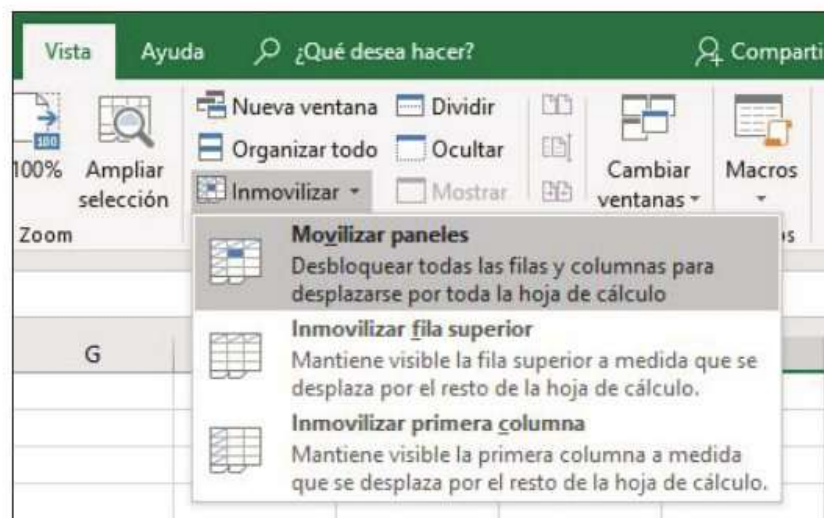 Vista Ayuda ¿Qué desea hacer? Comparti
Nueva ventana Dividir
Organizar todo Ocultar
Inmovilizar Mostrar
100% Ampliar selección
Cambiar ventanas
Macros
Zoom
Movilizar paneles
Desbloquear todas las filas y columnas para
desplazarse por toda la hoja de cálculo
Inmovilizar fila superior
Mantiene visible la fila superior a medida que se
desplaza por el resto de la hoja de cálculo.
Inmovilizar primera columna
Mantiene visible la primera columna a medida
que se desplaza por el resto de la hoja de cálculo.
G